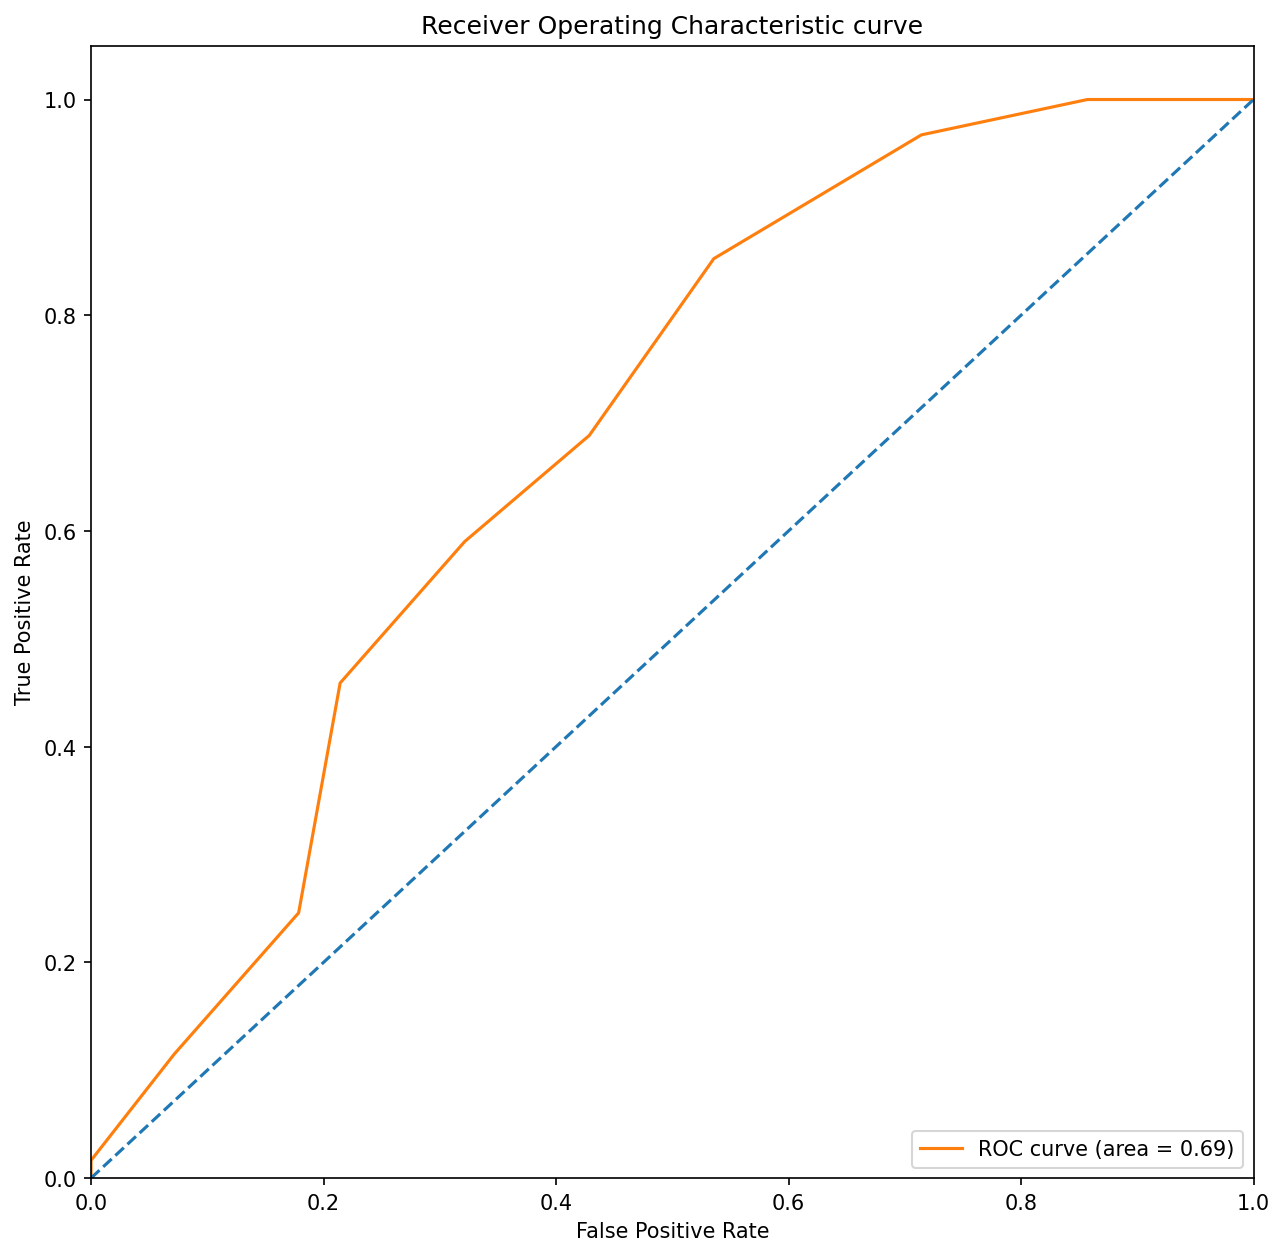 Receiver Operating Characteristic curve
True Positive Rate
1.0
0.8
0.6
0.4
0.2
0.0
ROC curve (area = 0.69)
0.0 0.2 0.4 0.6 0.8 1.0
False Positive Rate